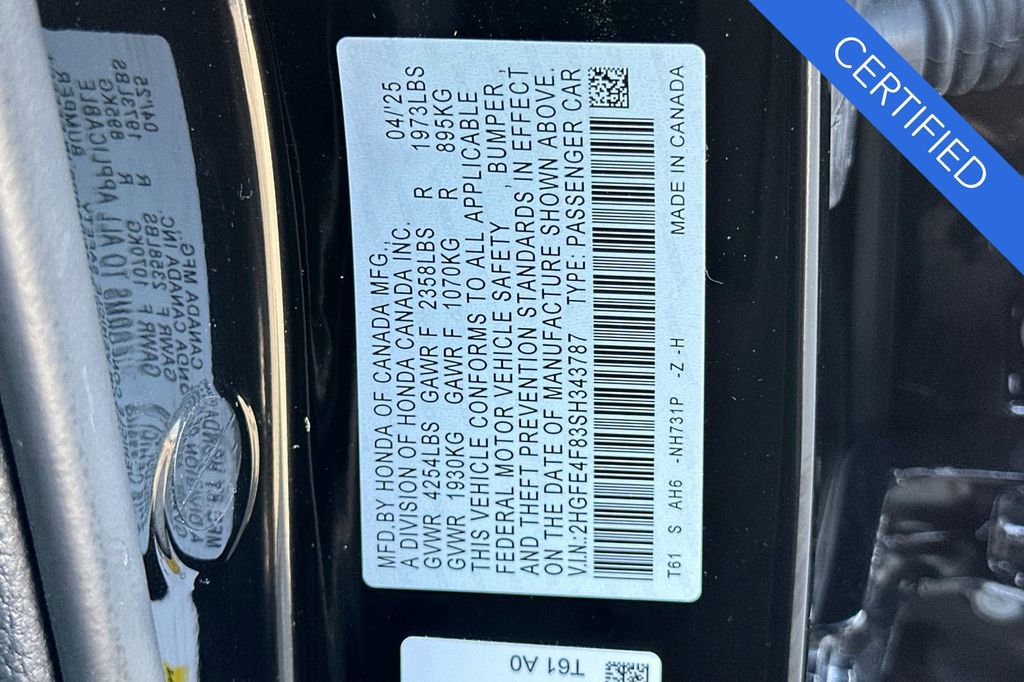 CERTIFIED
MFD.BY HONDA OF CANADA MFG., 04/'25
A DIVISION OF HONDA CANADA INC.
GVWR 4254LBS GAWR F 2358LBS R 1973LBS
GVWR 1930KG GAWR F 1070KG R 895KG
THIS VEHICLE CONFORMS TO ALL APPLICABLE
FEDERAL MOTOR VEHICLE SAFETY, BUMPER,
AND THEFT PREVENTION STANDARDS IN EFFECT
ON THE DATE OF MANUFACTURE SHOWN ABOVE.
V.I.N.:2HGFE4F83SH343787 TYPE: PASSENGER CAR
T61 S AH6 -NH731P -Z -H MADE IN CANADA
T61 A0